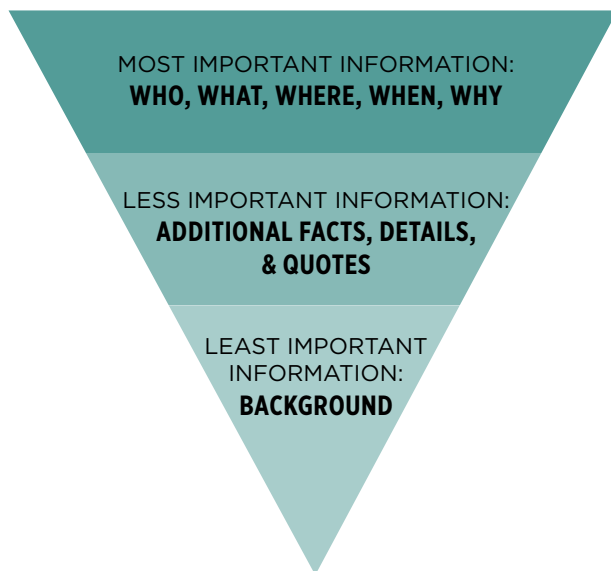 MOST IMPORTANT INFORMATION:
WHO, WHAT, WHERE, WHEN, WHY
LESS IMPORTANT INFORMATION:
ADDITIONAL FACTS, DETAILS,
& QUOTES
LEAST IMPORTANT
INFORMATION:
BACKGROUND